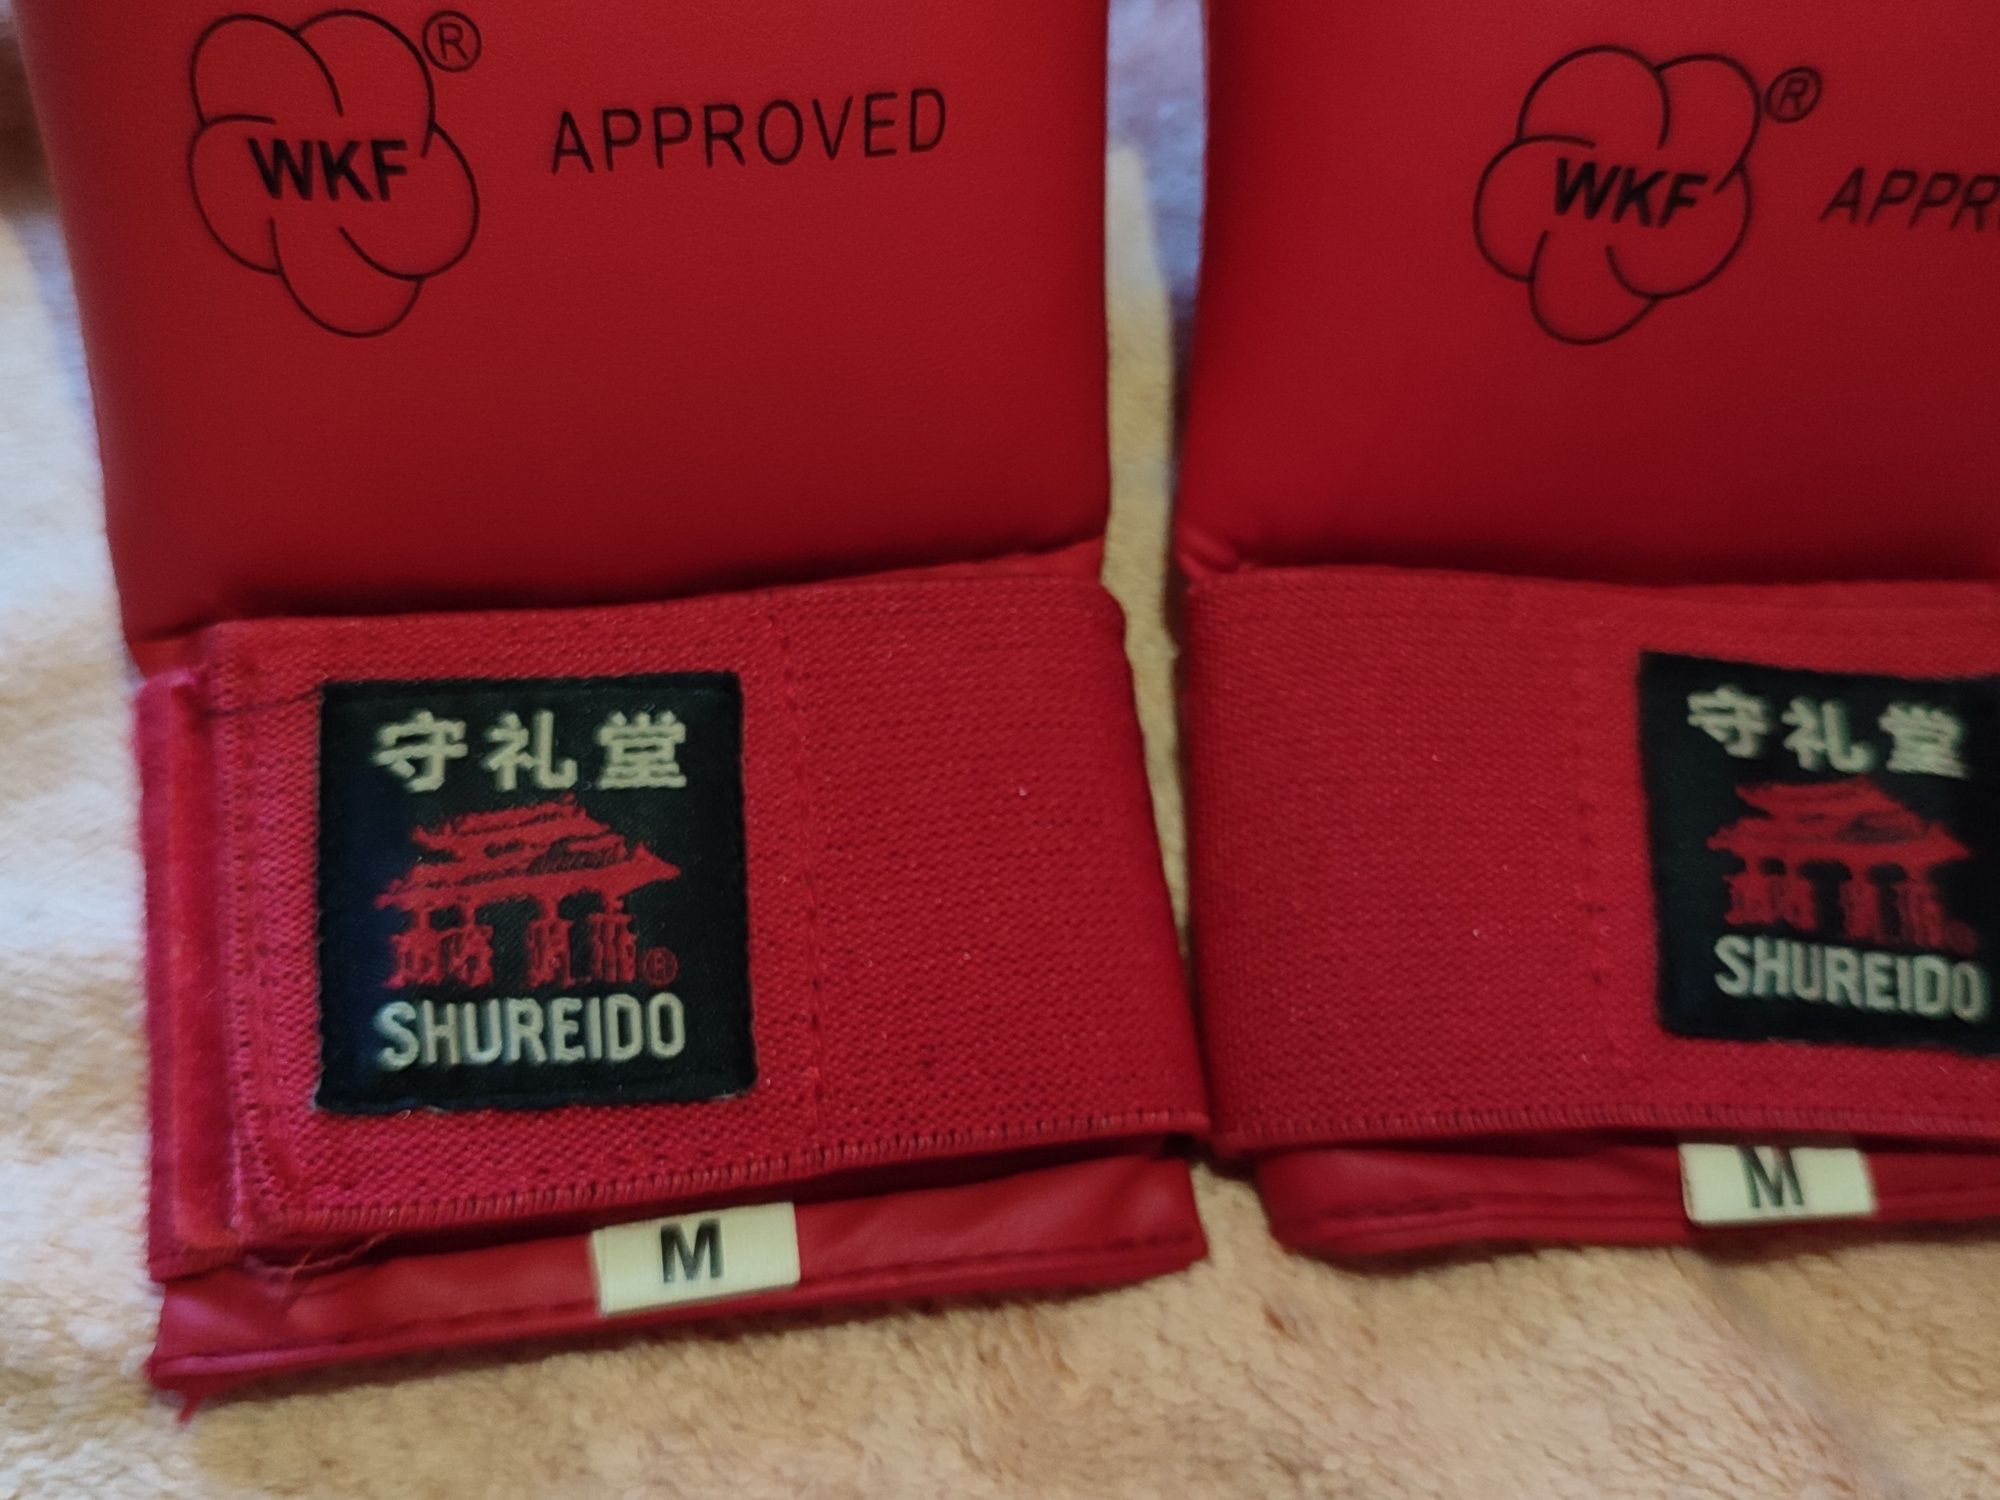 WKF ® APPROVED
守礼堂
®
SHUREIDO
M
WKF ® APPR
守礼堂
SHUREIDO
M